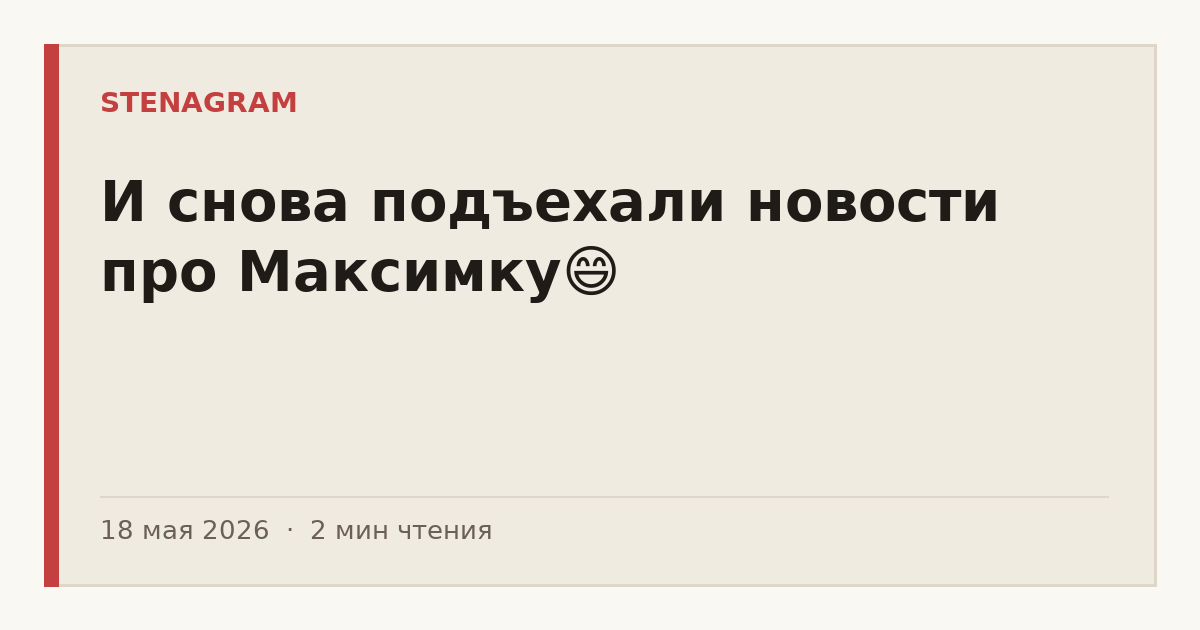 STENAGRAM
И снова подъехали новости
про Максимку😄
18 мая 2026 · 2 мин чтения